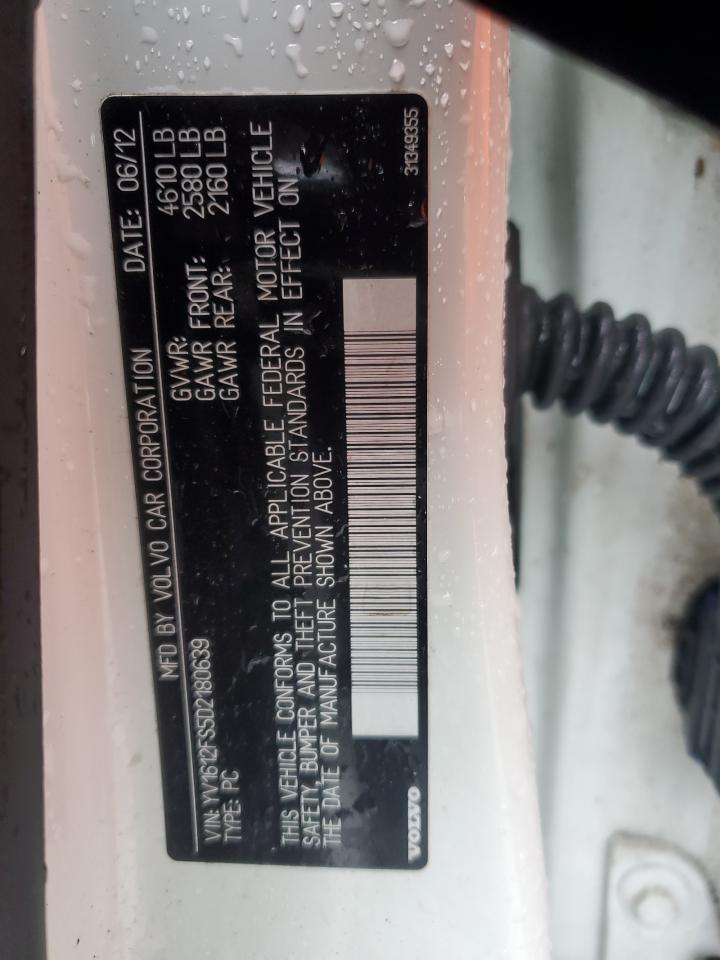 MFD BY VOLVO CAR CORPORATION DATE: 06/12
GVWR: 4610 LB
GAWR FRONT: 2580 LB
GAWR REAR: 2160 LB
VIN: YV1612FS5D2180639
TYPE: PC
THIS VEHICLE CONFORMS TO ALL APPLICABLE FEDERAL MOTOR VEHICLE
SAFETY, BUMPER AND THEFT PREVENTION STANDARDS IN EFFECT ON
THE DATE OF MANUFACTURE SHOWN ABOVE.
VOLVO
31349355